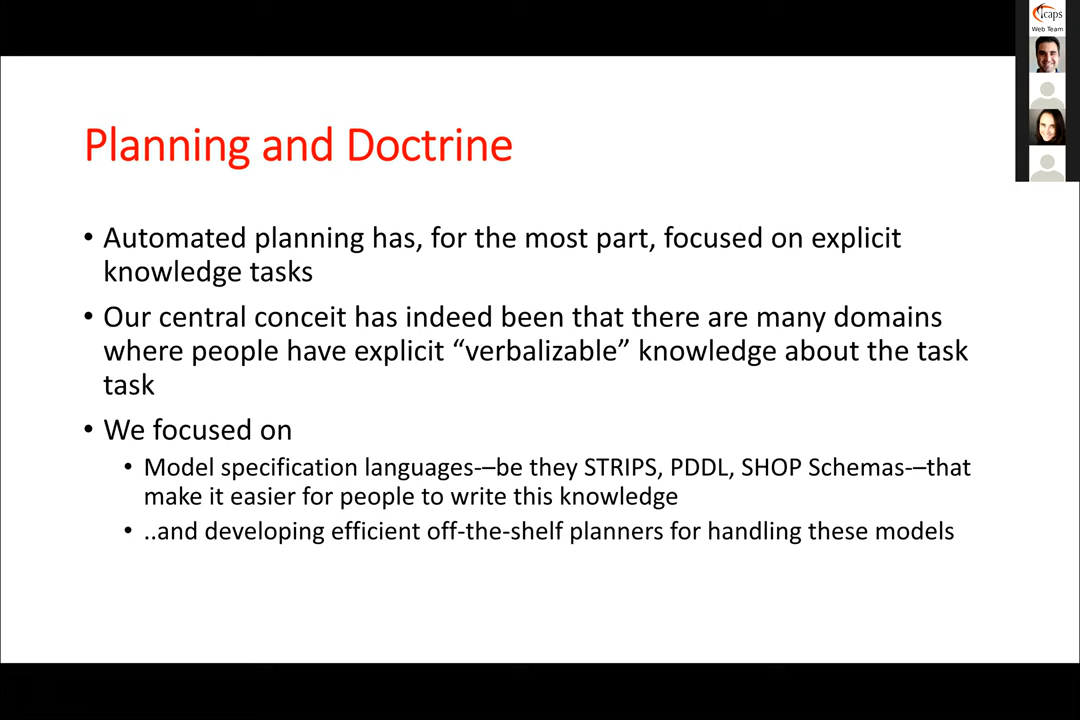 Icaps
Web Team
Planning and Doctrine
• Automated planning has, for the most part, focused on explicit
knowledge tasks
• Our central conceit has indeed been that there are many domains
where people have explicit “verbalizable” knowledge about the task
task
• We focused on
• Model specification languages-–be they STRIPS, PDDL, SHOP Schemas-–that
make it easier for people to write this knowledge
• ..and developing efficient off-the-shelf planners for handling these models